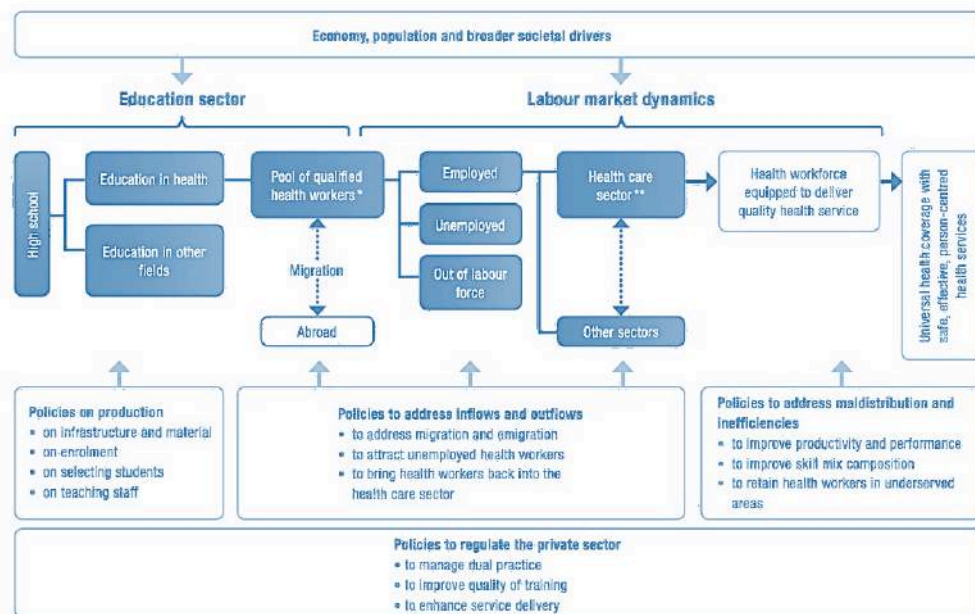 Economy, population and broader societal drivers
Education sector
Labour market dynamics
High school
Education in health
Education in other
fields
Pool of qualified
health workers*
Migration
Abroad
Employed
Unemployed
Out of labour
force
Health care
sector**
Other sectors
Health workforce
equipped to deliver
quality health service
Universal health coverage with
safe, effective, person-centred
health services
Policies on production
• on infrastructure and material
• on enrolment
• on selecting students
• on teaching staff
Policies to address inflows and outflows
• to address migration and emigration
• to attract unemployed health workers
• to bring health workers back into the
health care sector
Policies to address maldistribution and
inefficiencies
• to improve productivity and performance
• to improve skill mix composition
• to retain health workers in underserved
areas
Policies to regulate the private sector
• to manage dual practice
• to improve quality of training
• to enhance service delivery